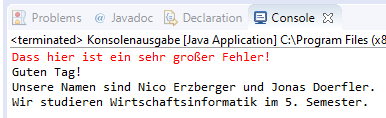 Problems @ Javadoc Declaration Console
<terminated> Konsolenausgabe [Java Application] C:\Program Files (x8
Dass hier ist ein sehr großer Fehler!
Guten Tag!
Unsere Namen sind Nico Erzberger und Jonas Doerfler.
Wir studieren Wirtschaftsinformatik im 5. Semester.